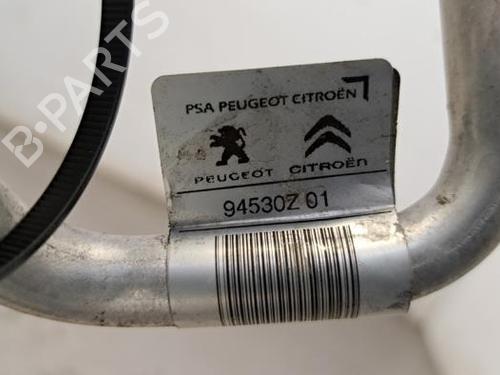 B-PARTS
PSA PEUGEOT CITROËN
PEUGEOT CITROËN
94530Z 01